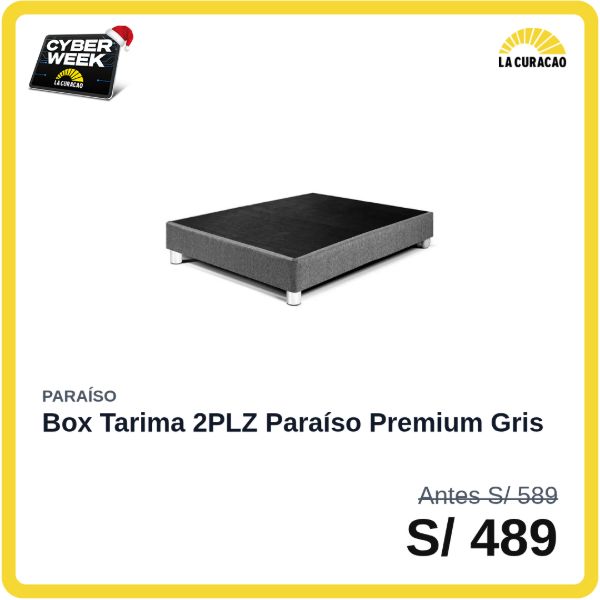 CYBER
WEEK
LA CURACAO
LA CURACAO
PARAÍSO
Box Tarima 2PLZ Paraíso Premium Gris
Antes S/ 589
S/ 489